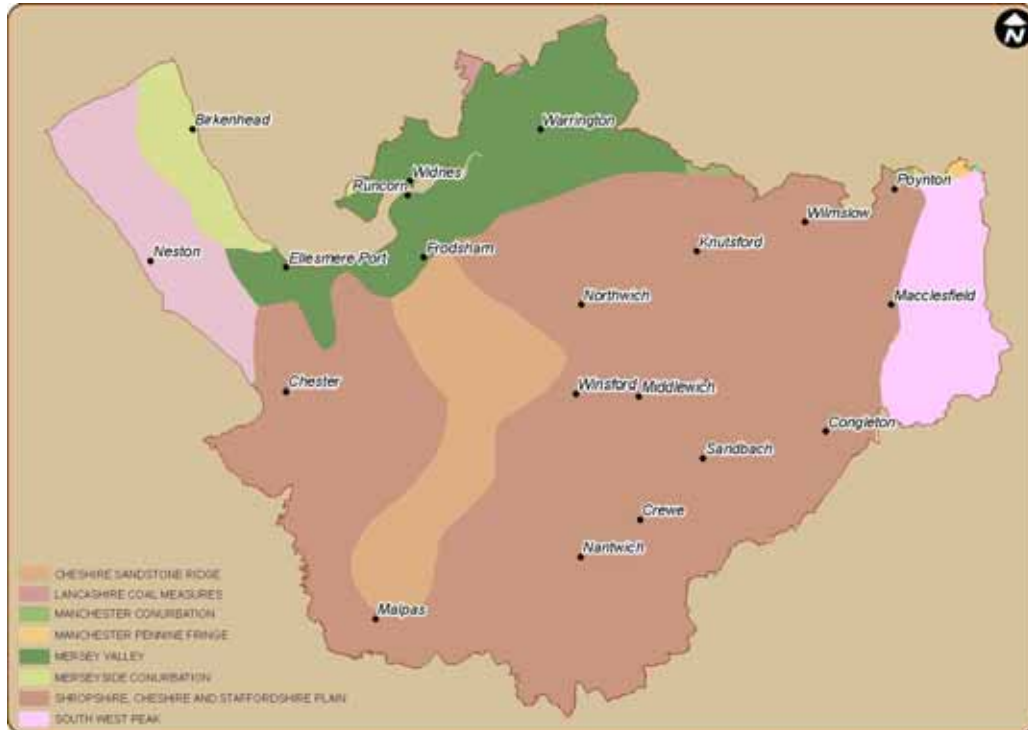 N
Birkenhead
Warrington
Widnes
Runcorn
Poynton
Wilmslow
Knutsford
Frodsham
Neston
Ellesmere Port
Northwich
Macclesfield
Chester
Winsford
Middlewich
Congleton
Sandbach
Crewe
Nantwich
Malpas
CHESHIRE SANDSTONE RIDGE
LANCASHIRE COAL MEASURES
MANCHESTER CONURBATION
MANCHESTER PENNINE FRINGE
MERSEY VALLEY
MERSEYSIDE CONURBATION
SHROPSHIRE, CHESHIRE AND STAFFORDSHIRE PLAIN
SOUTH WEST PEAK